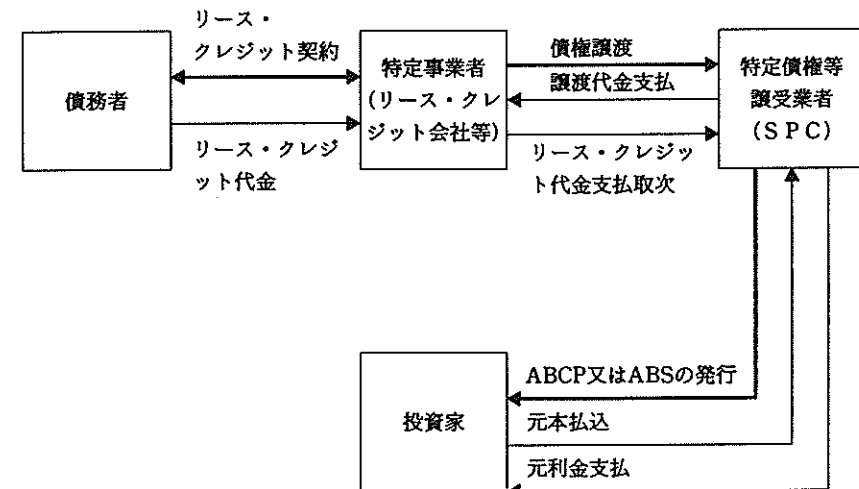 リース・
クレジット契約
債務者
リース・クレジ
ット代金
特定事業者
(リース・クレ
ジット会社等)
債権譲渡
譲渡代金支払
リース・クレジッ
ト代金支払取次
特定債権等
譲受業者
(SPC)
ABCP又はABSの発行
投資家
元本払込
元利金支払